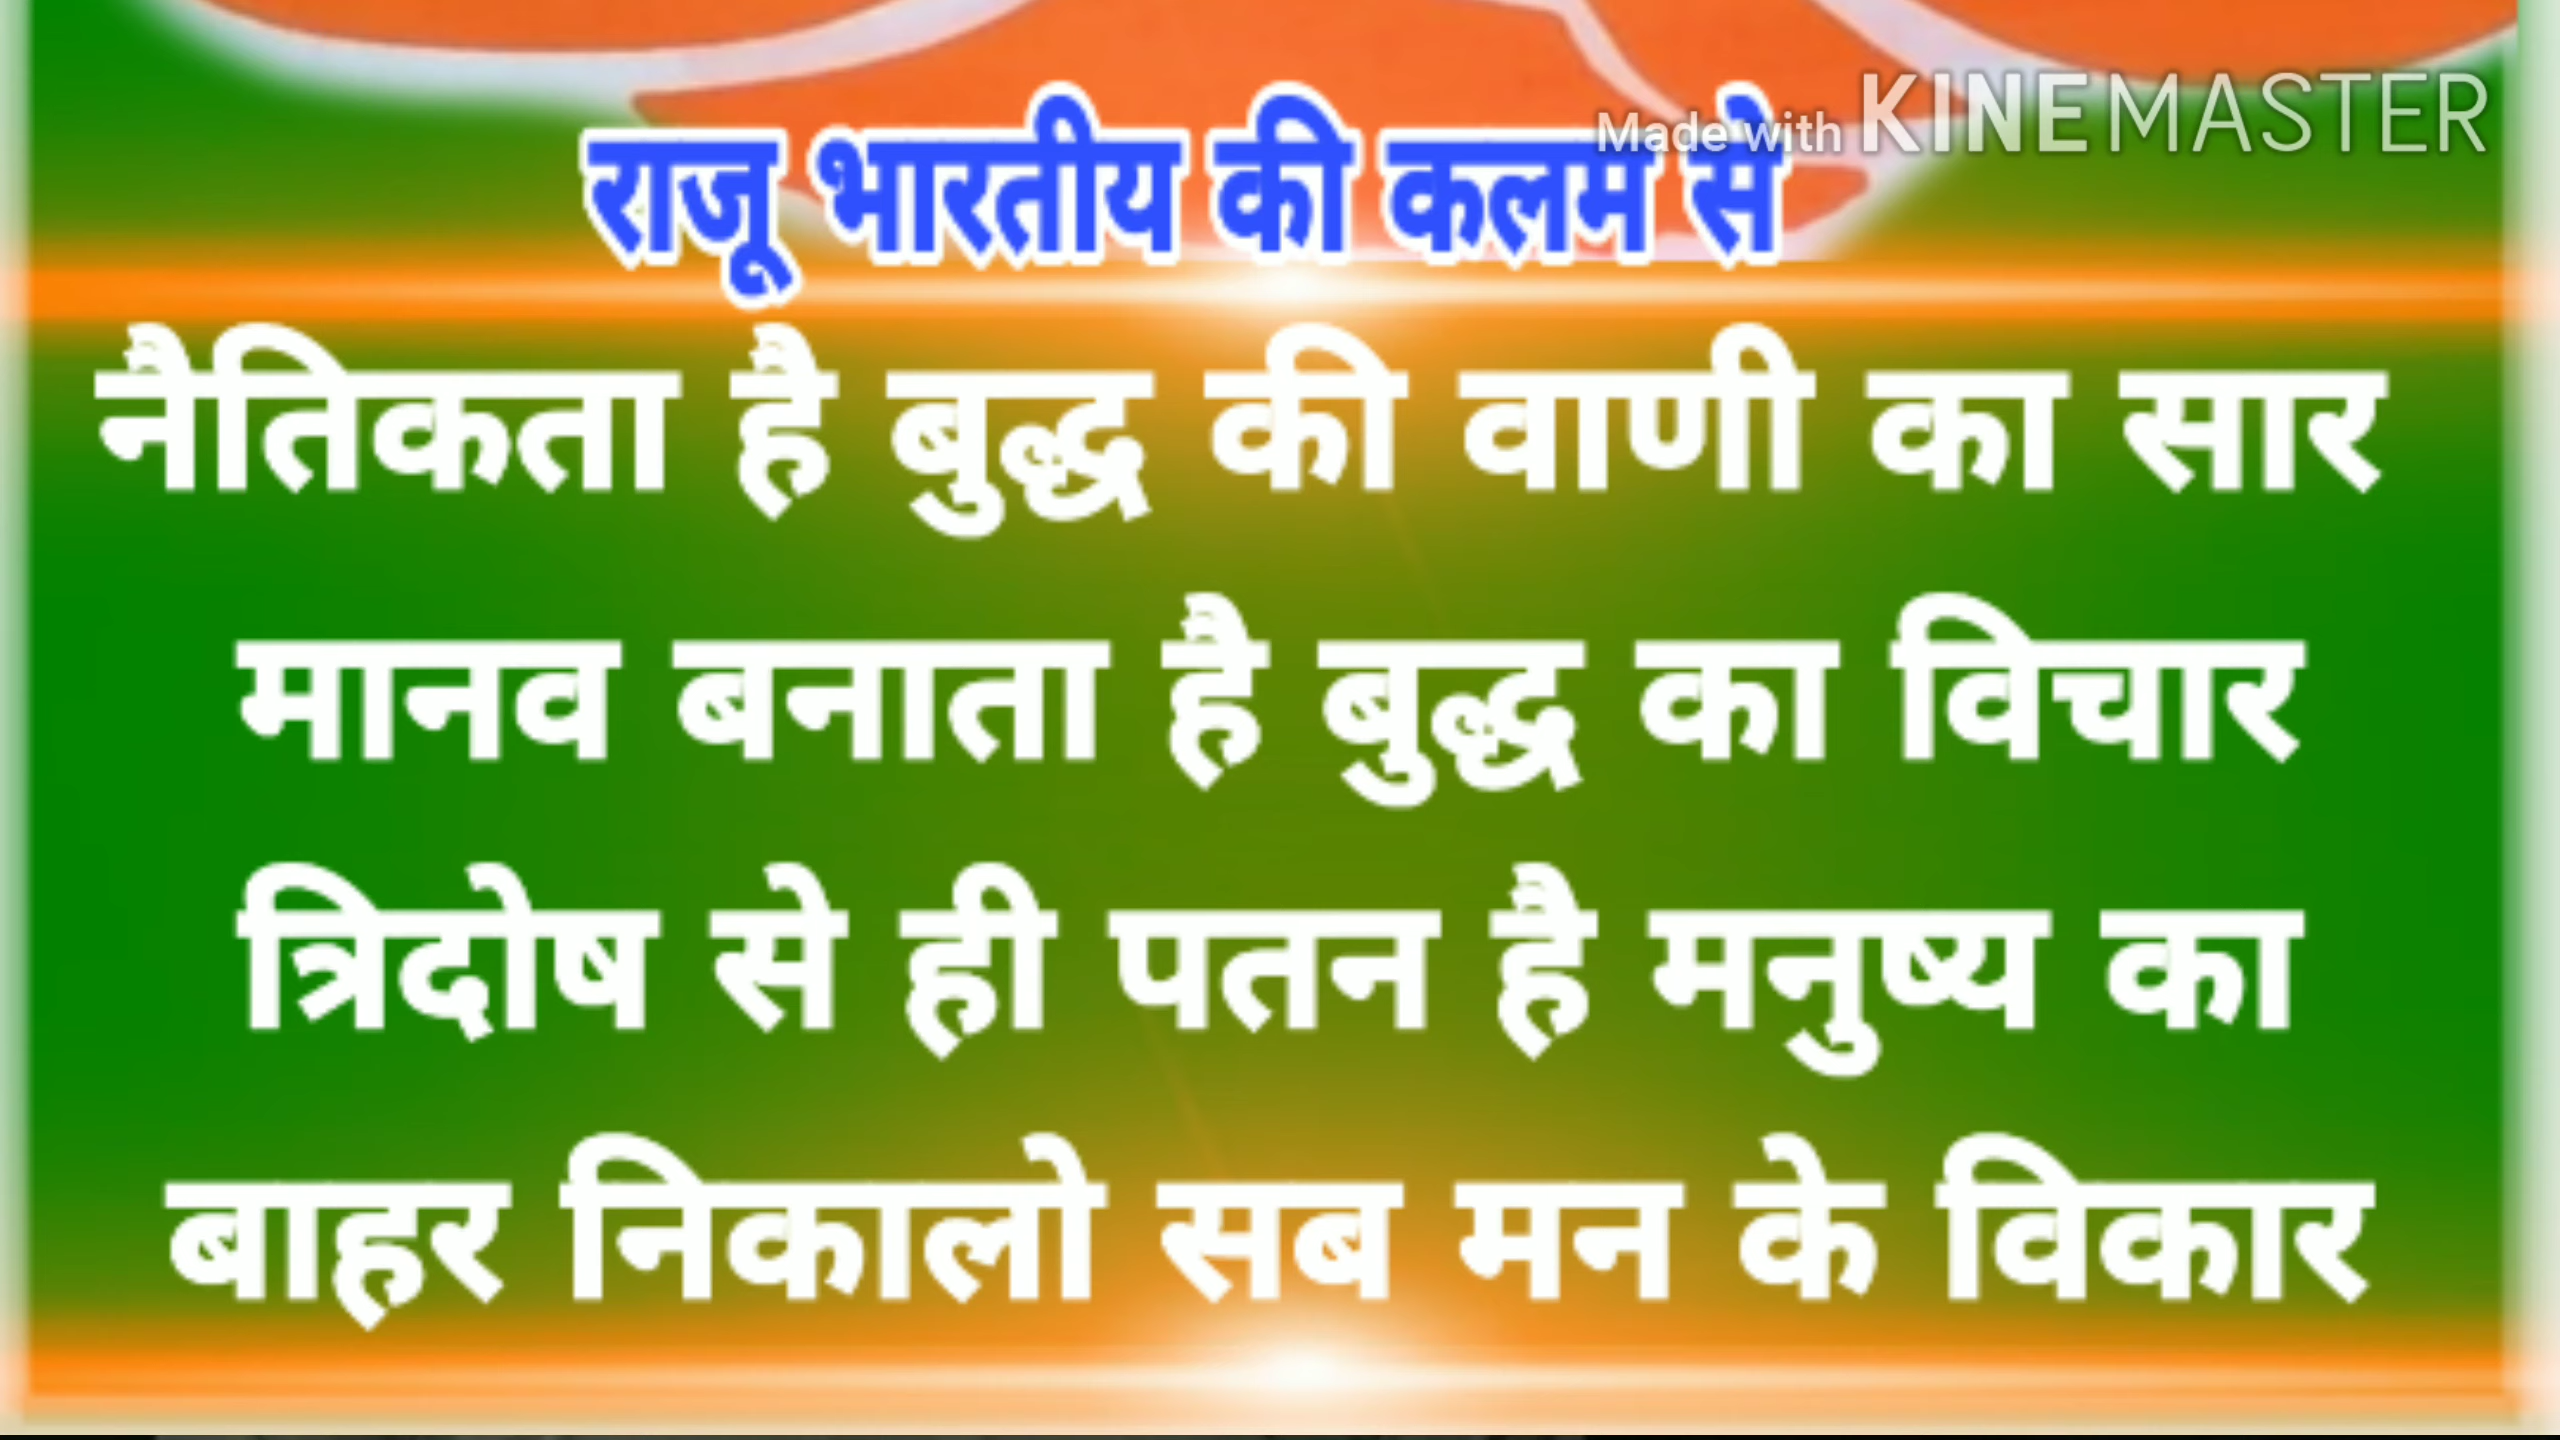 Made with KINEMASTER
राजू भारतीय की कलम से
नैतिकता है बुद्ध की वाणी का सार
मानव बनाता है बुद्ध का विचार
त्रिदोष से ही पतन है मनुष्य का
बाहर निकालो सब मन के विकार